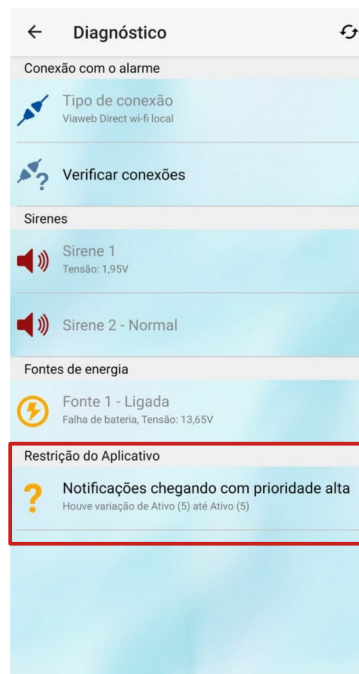 Diagnóstico
Conexão com o alarme
Tipo de conexão
Viaweb Direct wi-fi local
Verificar conexões
Sirenes
Sirene 1
Tensão: 1,95V
Sirene 2 - Normal
Fontes de energia
Fonte 1 - Ligada
Falha de bateria, Tensão: 13,65V
Restrição do Aplicativo
Notificações chegando com prioridade alta
Houve variação de Ativo (5) até Ativo (5)